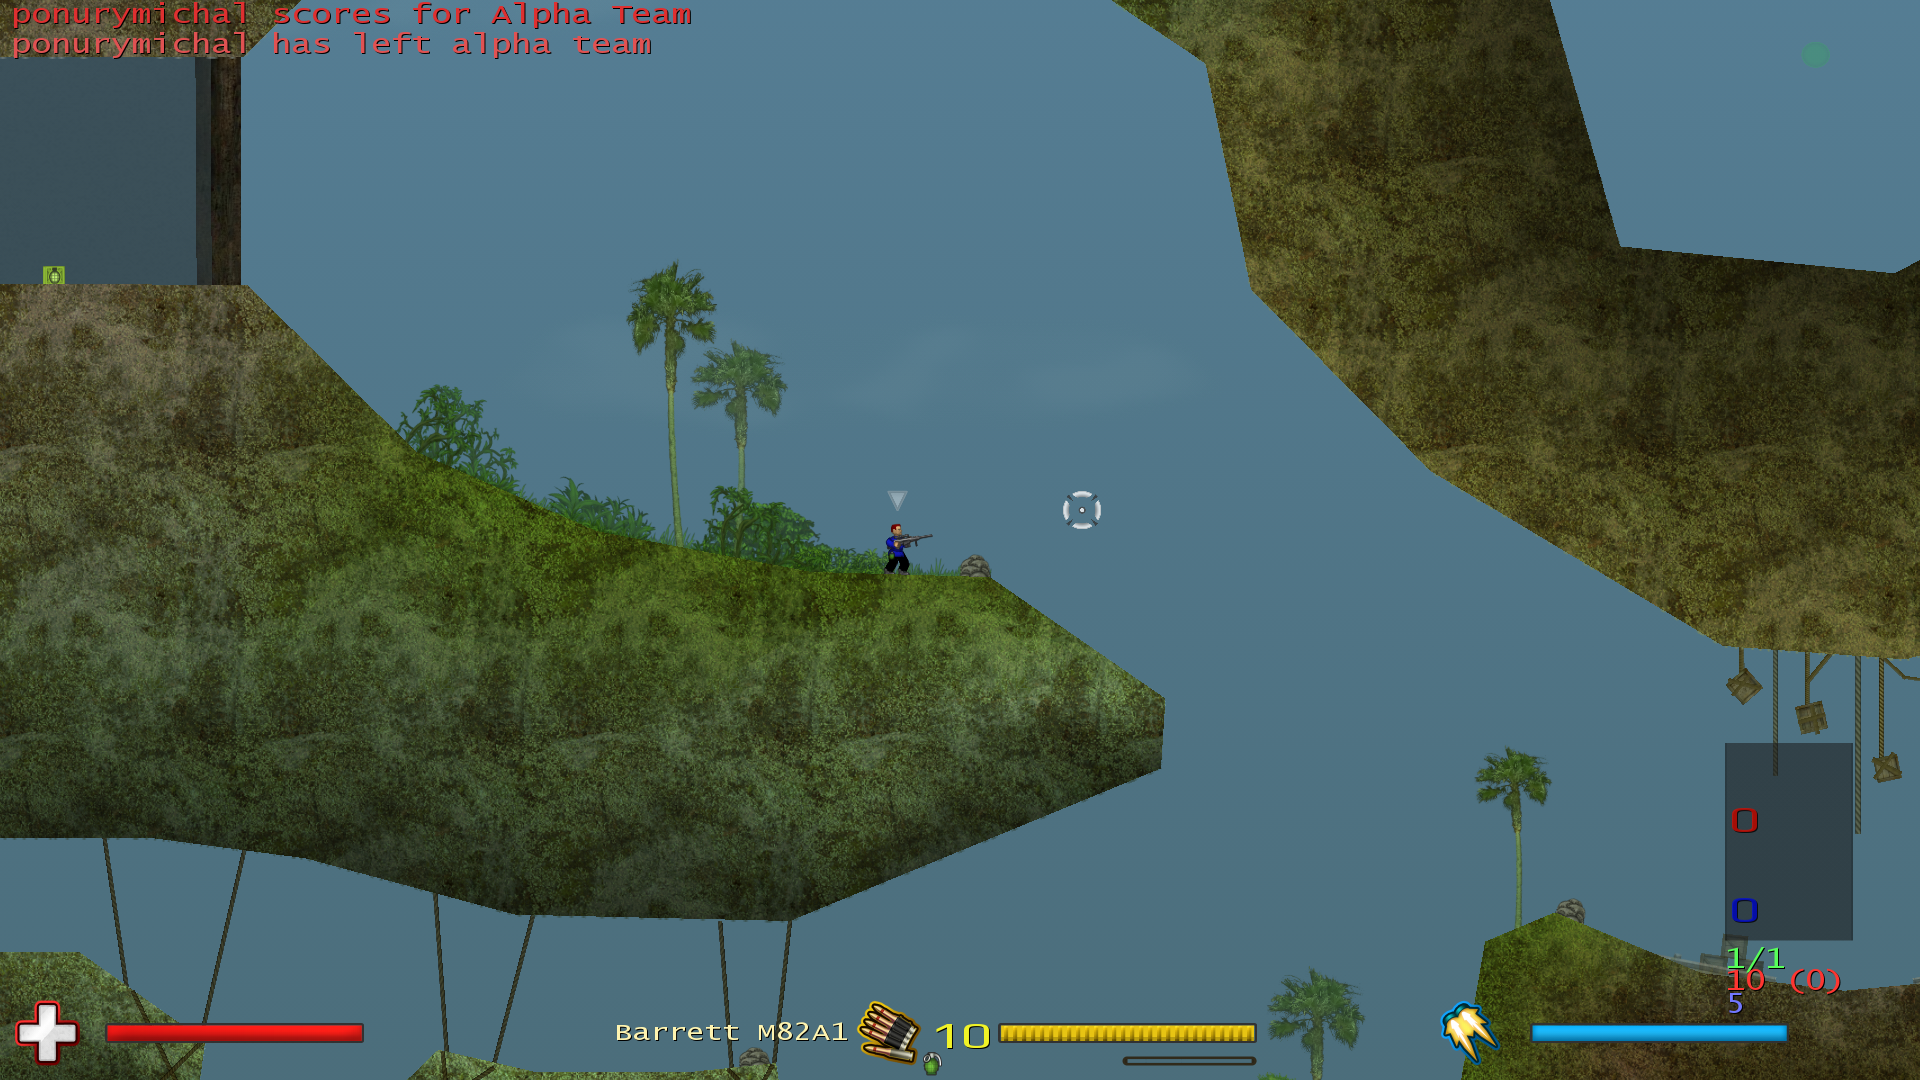 ponurymichal scores for Alpha Team
ponurymichal has left alpha team
0
0
1/1
10 (0)
5
Barrett M82A1 10